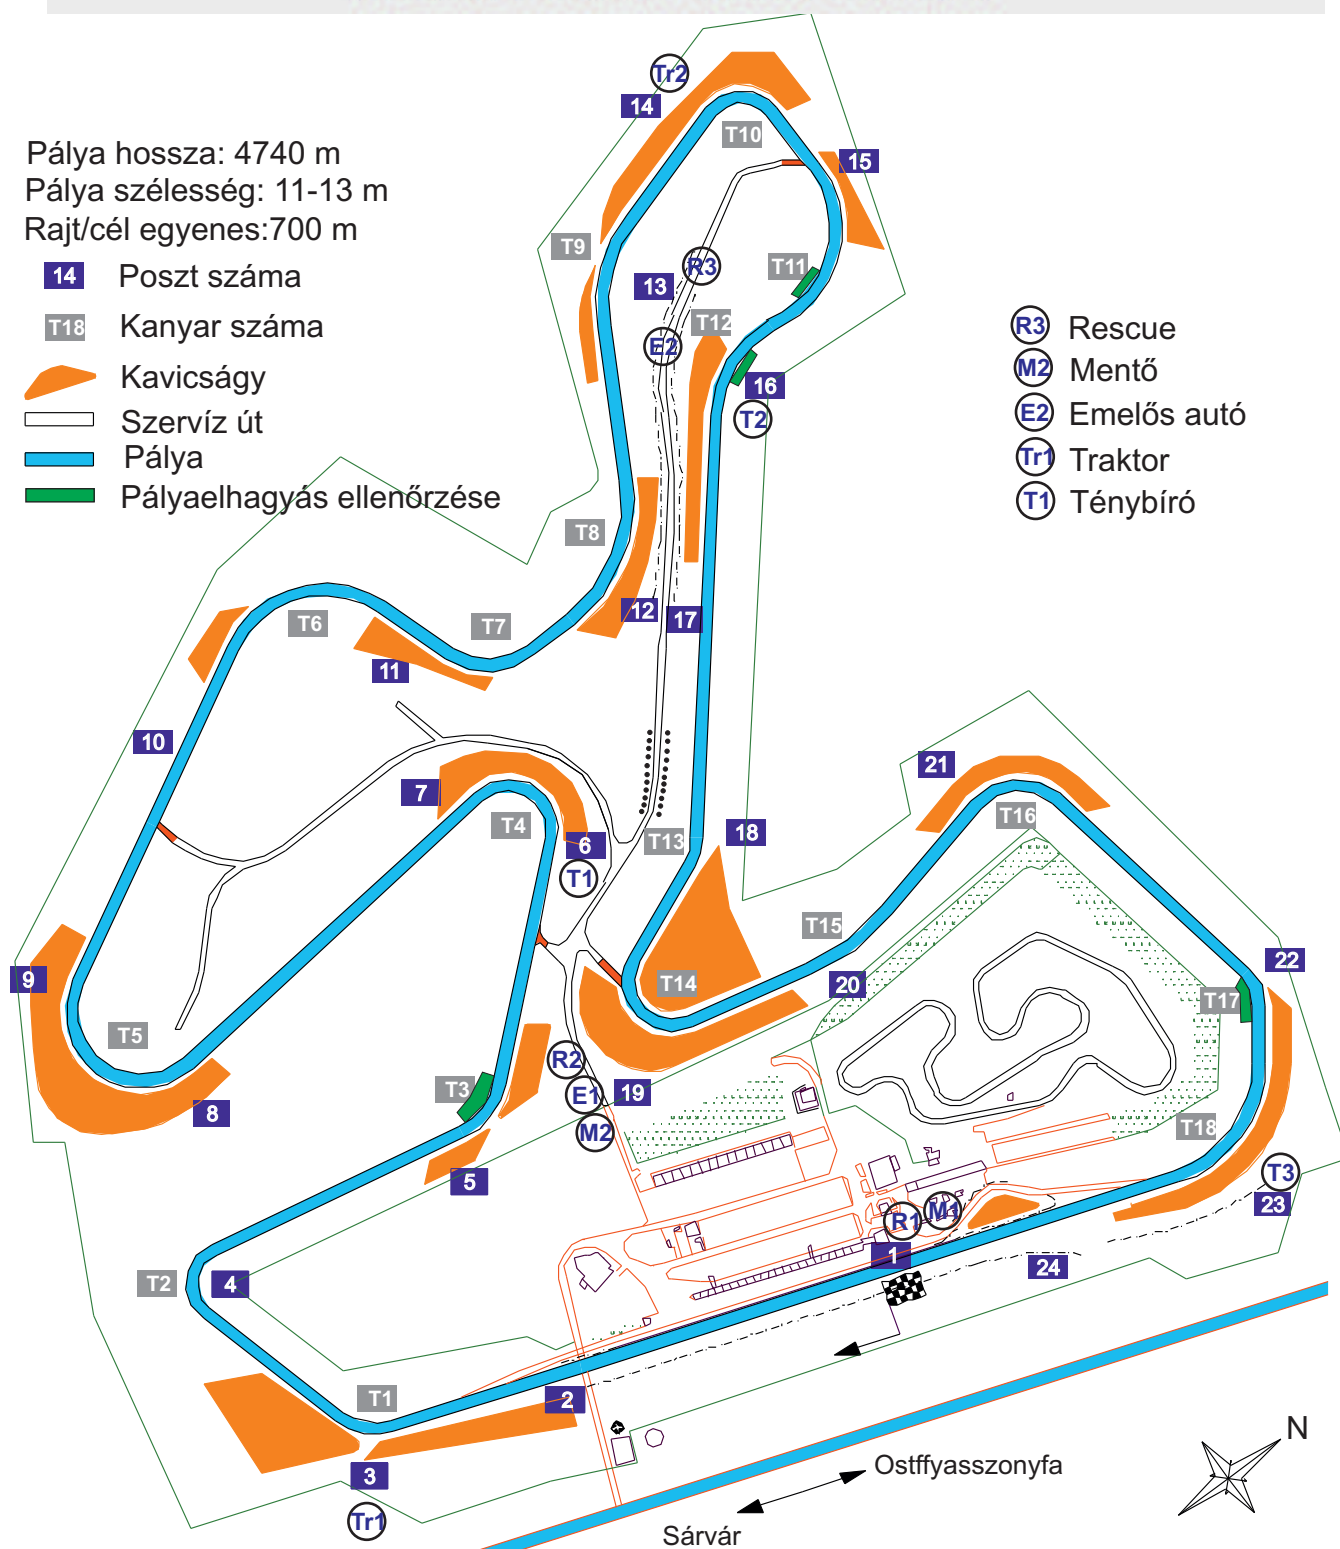 Pálya hossza: 4740 m
Pálya szélesség: 11-13 m
Rajt/cél egyenes:700 m
14 Poszt száma
T18 Kanyar száma
Kavicságy
Szervíz út
Pálya
Pályaelhagyás ellenőrzése
R3 Rescue
M2 Mentő
E2 Emelős autó
Tr1 Traktor
T1 Ténybíró
Tr2
14
T10
15
T9
R3
T11
13
T12
E2
16
T2
T8
12
17
T6
T7
11
10
21
7
T4
T16
18
6
T13
T1
T15
22
9
T14
20
T17
T5
R2
T3
E1
19
8
M2
T18
5
T3
23
R1
M1
1
24
T2
4
T1
2
3
Tr1
N
Ostffyasszonyfa
Sárvár